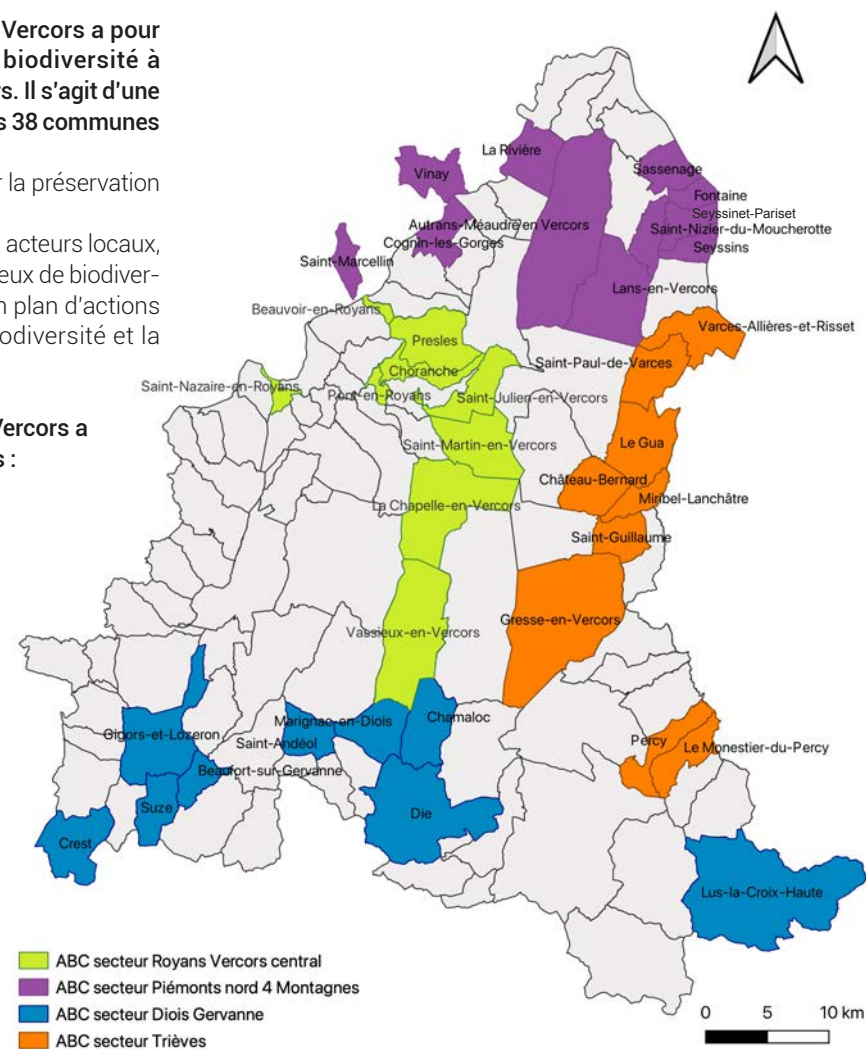 Vercors a pour
biodiversité à
rs. Il s'agit d'une
s 38 communes
r la préservation
acteurs locaux,
eux de biodiver-
n plan d'actions
odiversité et la
Vercors a
s :
La Rivière
Vinay
Sassenage
Fontaine
Seyssinet-Pariset
Autrans-Méaudre en Vercors
Saint-Nizier-du-Moucherotte
Cognin-les-Gorges
Seyssins
Saint-Marcellin
Lans-en-Vercors
Beauvoir-en-Royans
Varces-Allières-et-Risset
Presles
Saint-Paul-de-Varces
Choranche
Saint-Nazaire-en-Royans
Pont-en-Royans
Saint-Julien-en-Vercors
Saint-Martin-en-Vercors
Le Gua
Château-Bernard
Miribel-Lanchâtre
La Chapelle-en-Vercors
Saint-Guillaume
Gresse-en-Vercors
Vassieux-en-Vercors
Marignac-en-Diois
Chamaloc
Gigors-et-Lozeron
Saint-Andéol
Percy
Le Monestier-du-Percy
Beaufort-sur-Gervanne
Suze
Die
Crest
Lus-la-Croix-Haute
ABC secteur Royans Vercors central
ABC secteur Piémonts nord 4 Montagnes
ABC secteur Diois Gervanne
ABC secteur Trièves
0 5 10 km